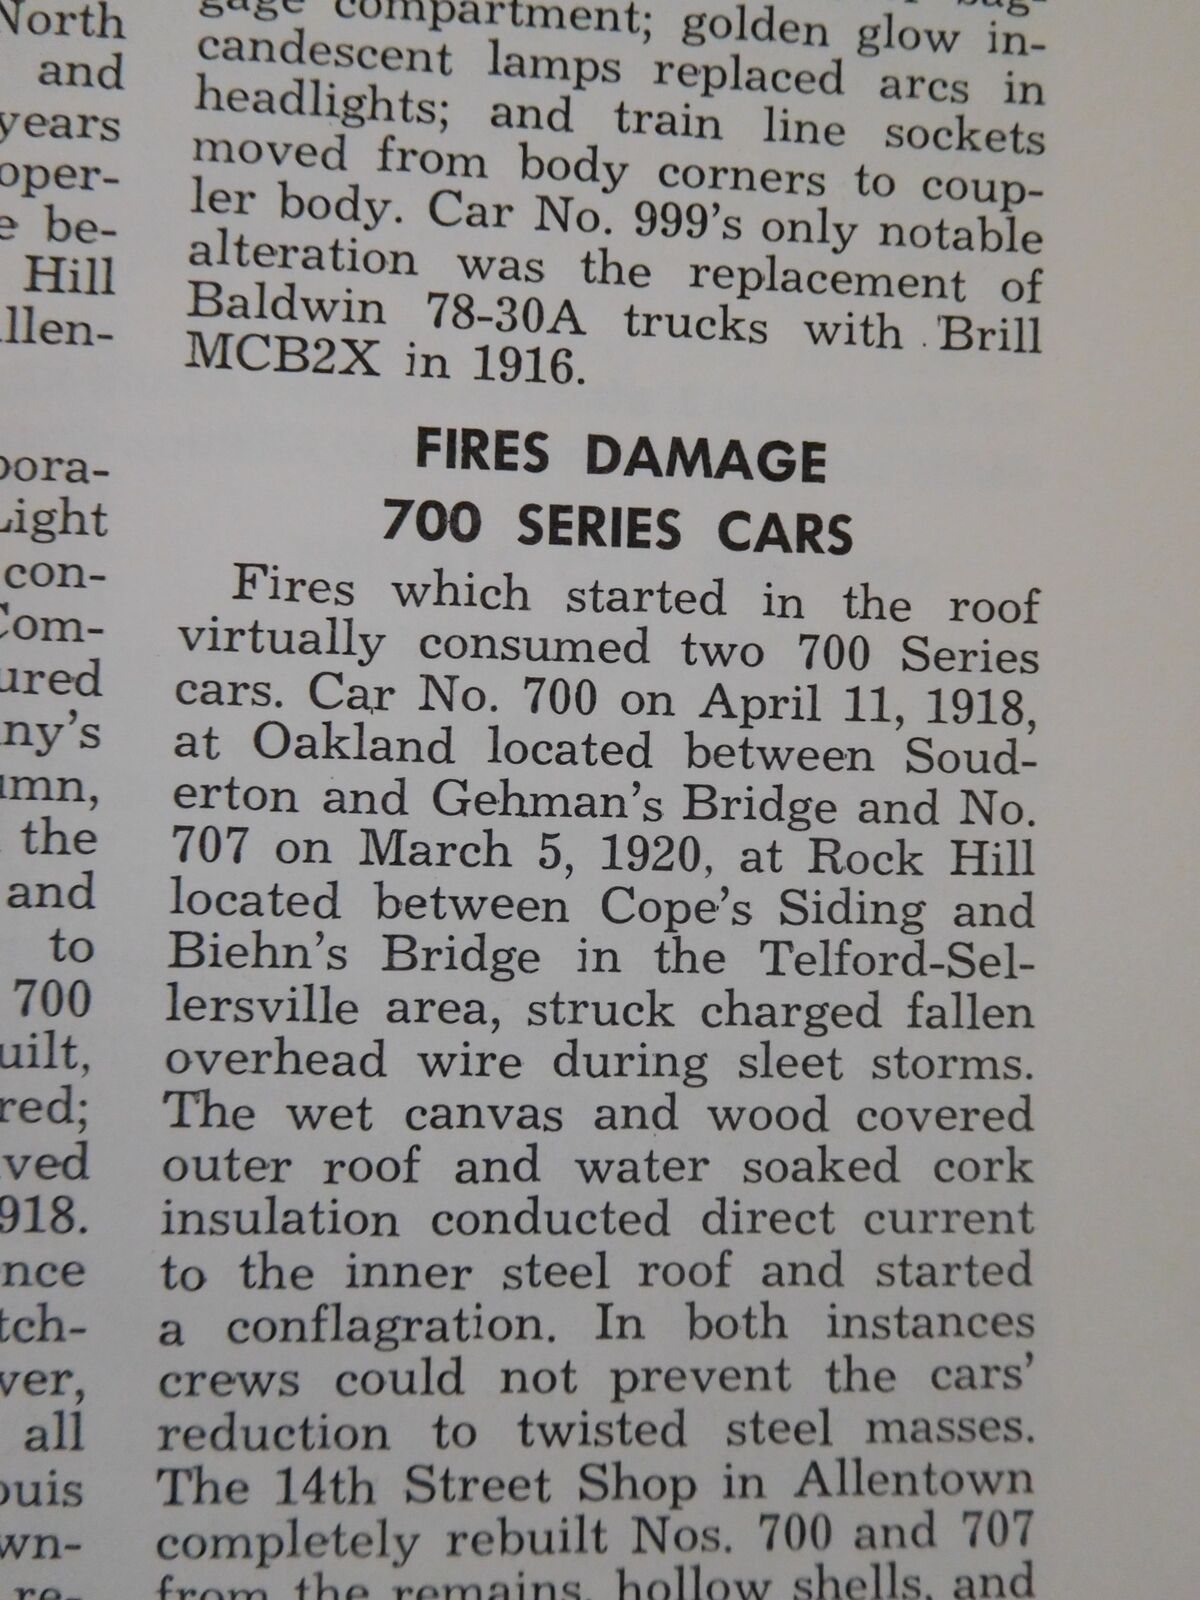 North
and
years
oper-
be-
Hill
llen-
Light
con-
ured
ny's
umn,
the
and
to
700
uilt,
red;
ved
918.
nce
tch-
ver,
all
ouis
wn-
re-
gage compartment; golden glow in-
candescent lamps replaced arcs in
headlights; and train line sockets
moved from body corners to coup-
ler body. Car No. 999's only notable
alteration was the replacement of
Baldwin 78-30A trucks with Brill
MCB2X in 1916.
FIRES DAMAGE
700 SERIES CARS
Fires which started in the roof
virtually consumed two 700 Series
cars. Car No. 700 on April 11, 1918,
at Oakland located between Soud-
erton and Gehman's Bridge and No.
707 on March 5, 1920, at Rock Hill
located between Cope's Siding and
Biehn's Bridge in the Telford-Sel-
lersville area, struck charged fallen
overhead wire during sleet storms.
The wet canvas and wood covered
outer roof and water soaked cork
insulation conducted direct current
to the inner steel roof and started
a conflagration. In both instances
crews could not prevent the cars'
reduction to twisted steel masses.
The 14th Street Shop in Allentown
completely rebuilt Nos. 700 and 707
from the remains, hollow shells, and